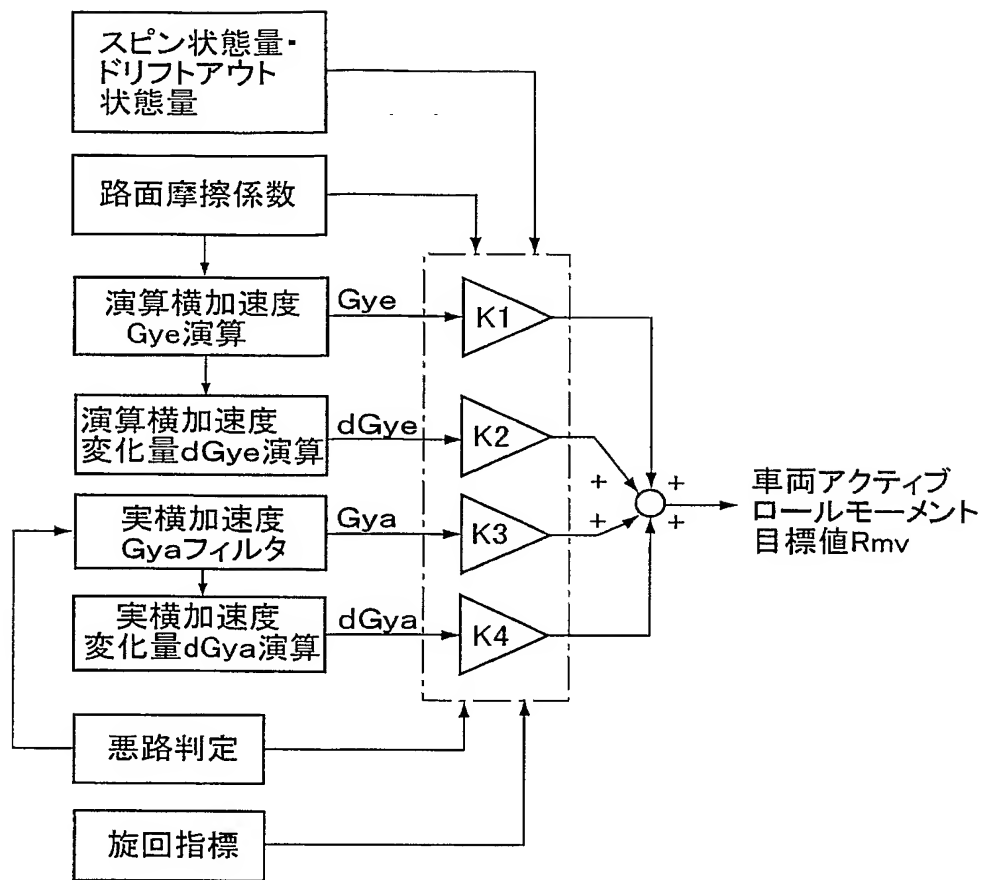 スピン状態量・
ドリフトアウト
状態量
路面摩擦係数
演算横加速度
Gye演算
Gye
K1
演算横加速度
変化量dGye演算
dGye
K2
実横加速度
Gyaフィルタ
Gya
K3
実横加速度
変化量dGya演算
dGya
K4
+
+
+
+
車両アクティブ
ロールモーメント
目標値Rmv
悪路判定
旋回指標